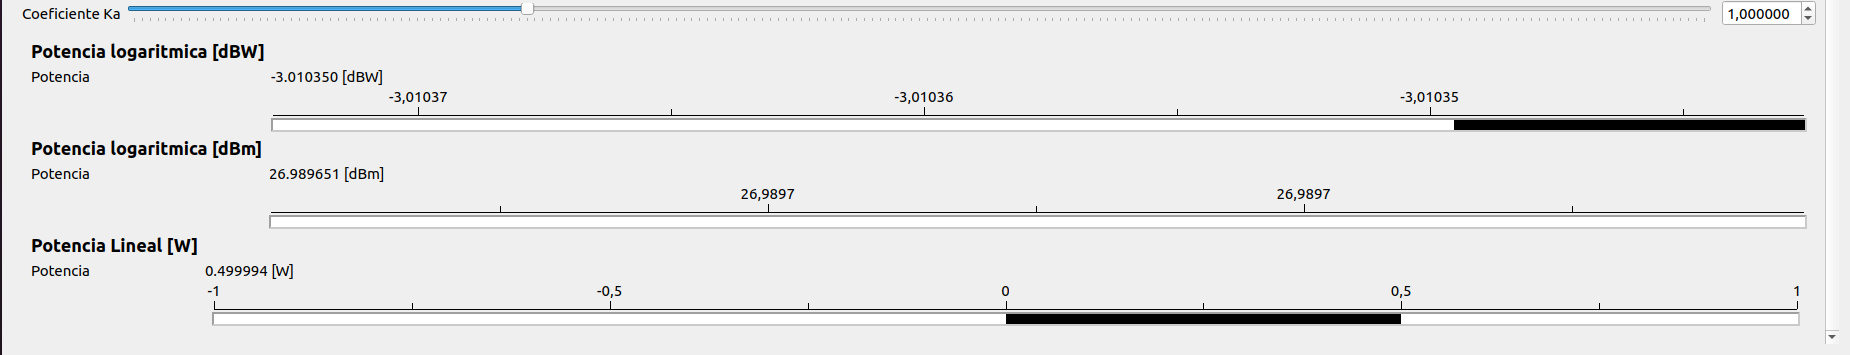 Coeficiente Ka 1,000000
Potencia logaritmica [dBW]
Potencia -3.010350 [dBW]
-3,01037 -3,01036 -3,01035
Potencia logaritmica [dBm]
Potencia 26.989651 [dBm]
26,9897 26,9897
Potencia Lineal [W]
Potencia 0.499994 [W]
-1 -0,5 0 0,5 1